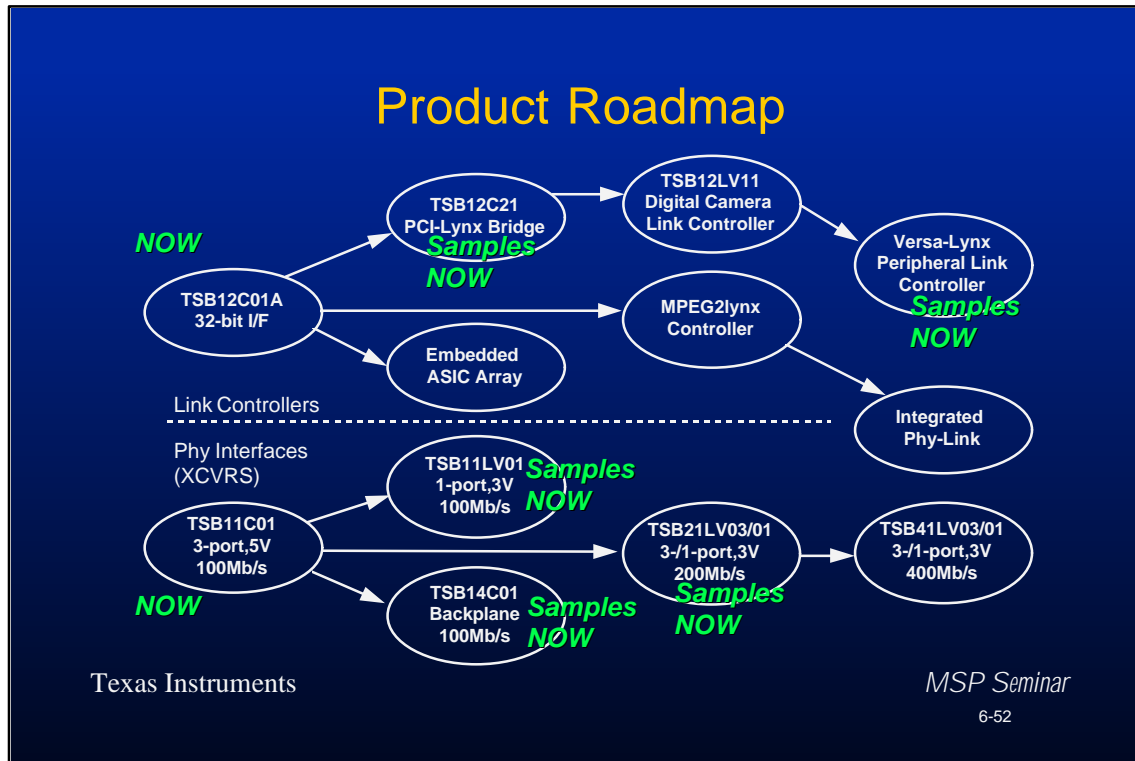 Product Roadmap
TSB12C21
PCI-Lynx Bridge
Samples
NOW
TSB12LV11
Digital Camera
Link Controller
Versa-Lynx
Peripheral Link
Controller
Samples
NOW
NOW
TSB12C01A
32-bit I/F
MPEG2lynx
Controller
Embedded
ASIC Array
Integrated
Phy-Link
Link Controllers
Phy Interfaces
(XCVRS)
TSB11LV01
1-port,3V
100Mb/s
Samples
NOW
TSB11C01
3-port,5V
100Mb/s
NOW
TSB21LV03/01
3-/1-port,3V
200Mb/s
Samples
NOW
TSB41LV03/01
3-/1-port,3V
400Mb/s
TSB14C01
Backplane
100Mb/s
Samples
NOW
Texas Instruments
MSP Seminar
6-52